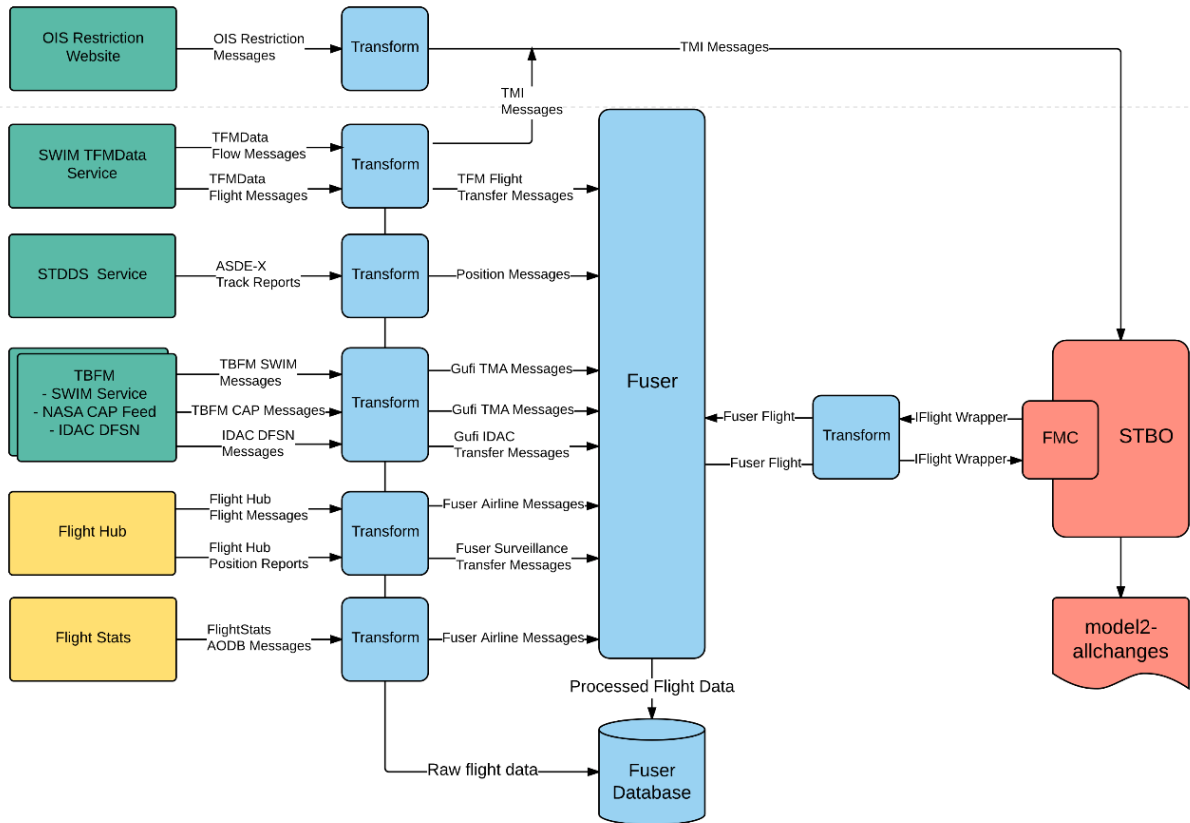 OIS Restriction
Website
OIS Restriction
Messages
Transform
TMI Messages
TMI
Messages
SWIM TFMData
Service
TFMData
Flow Messages
TFMData
Flight Messages
Transform
TFM Flight
Transfer Messages
STDDS  Service
ASDE-X
Track Reports
Transform
Position Messages
TBFM
- SWIM Service
- NASA CAP Feed
- IDAC DFSN
TBFM SWIM
Messages
TBFM CAP Messages
IDAC DFSN
Messages
Transform
Gufi TMA Messages
Gufi TMA Messages
Gufi IDAC
Transfer Messages
Flight Hub
Flight Hub
Flight Messages
Flight Hub
Position Reports
Transform
Fuser Airline Messages
Fuser Surveillance
Transfer Messages
Flight Stats
FlightStats
AODB Messages
Transform
Fuser Airline Messages
Fuser
Fuser Flight
Fuser Flight
Transform
IFlight Wrapper
IFlight Wrapper
FMC
STBO
model2-
allchanges
Processed Flight Data
Raw flight data
Fuser
Database